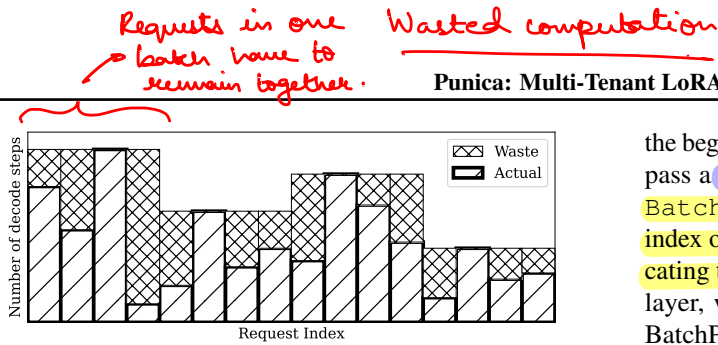 Requests in one
batch have to
remain together.
Wasted computation
Punica: Multi-Tenant LoRA
Number of decode steps
Waste
Actual
Request Index
the beg
pass a
Batch
index o
cating t
layer, v
BatchP